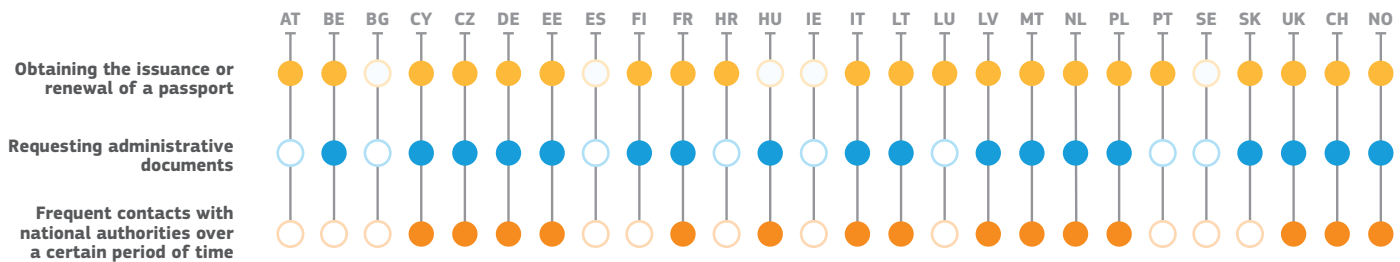 AT BE BG CY CZ DE EE ES FI FR HR HU IE IT LT LU LV MT NL PL PT SE SK UK CH NO
Obtaining the issuance or
renewal of a passport
Requesting administrative
documents
Frequent contacts with
national authorities over
a certain period of time